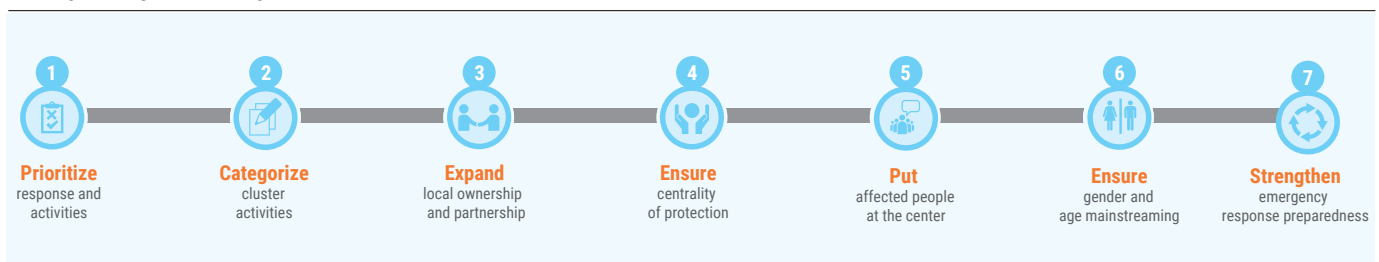 1
Prioritize
response and
activities
2
Categorize
cluster
activities
3
Expand
local ownership
and partnership
4
Ensure
centrality
of protection
5
Put
affected people
at the center
6
Ensure
gender and
age mainstreaming
7
Strengthen
emergency
response preparedness